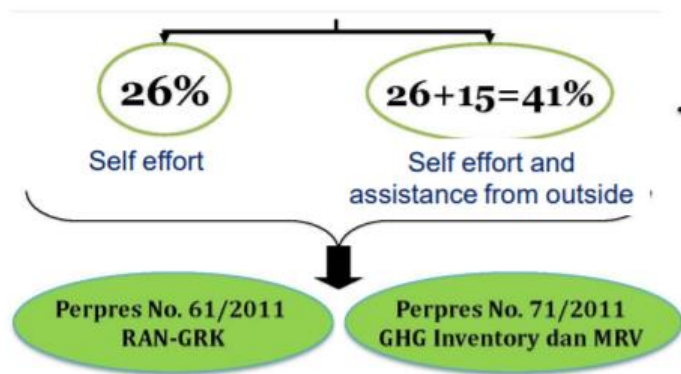 26%
26+15=41%
Self effort
Self effort and
assistance from outside
Perpres No. 61/2011
RAN-GRK
Perpres No. 71/2011
GHG Inventory dan MRV